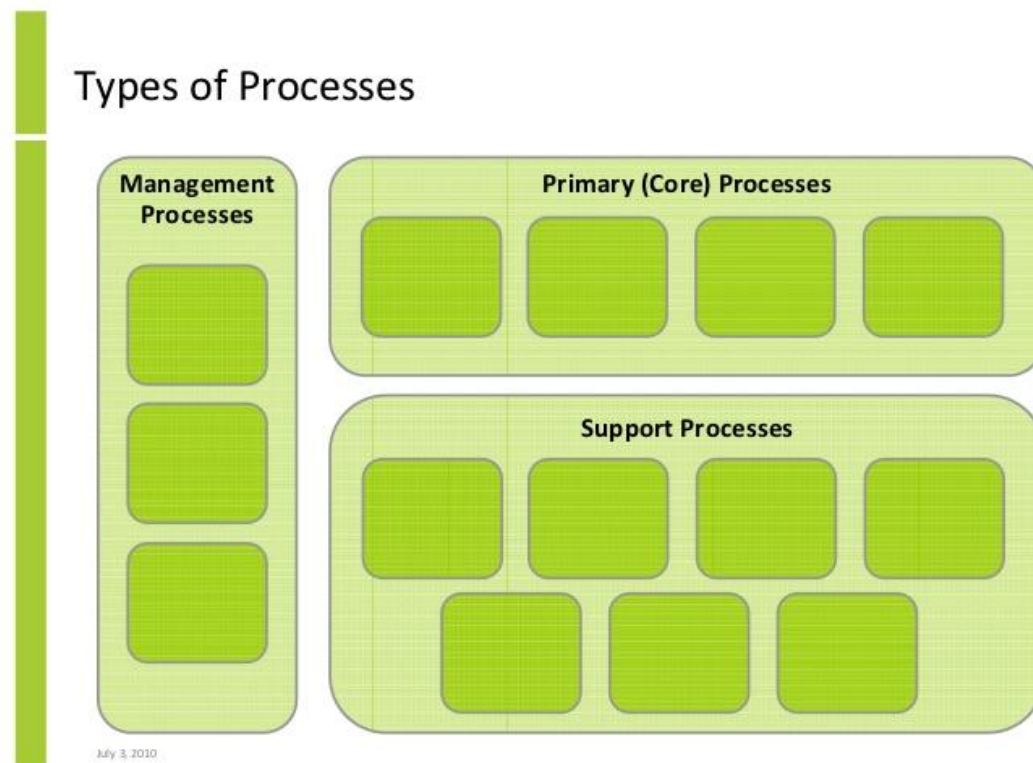 Types of Processes
Management
Processes
Primary (Core) Processes
Support Processes
July 3, 2010